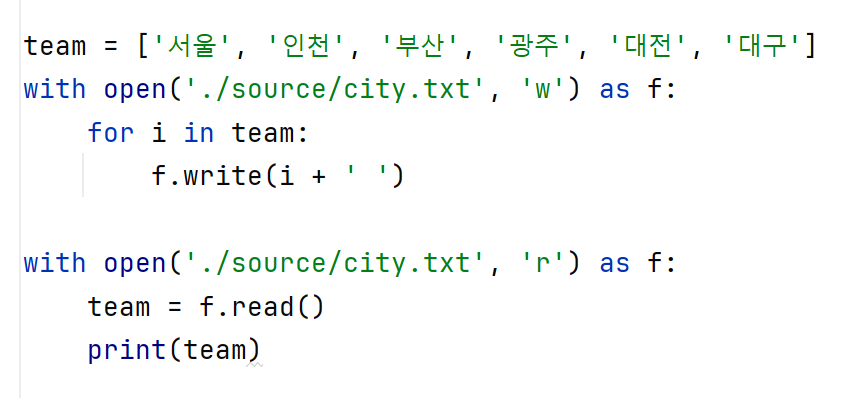 team = ['서울', '인천', '부산', '광주', '대전', '대구']
with open('./source/city.txt', 'w') as f:
    for i in team:
        f.write(i + ' ')

with open('./source/city.txt', 'r') as f:
    team = f.read()
    print(team)